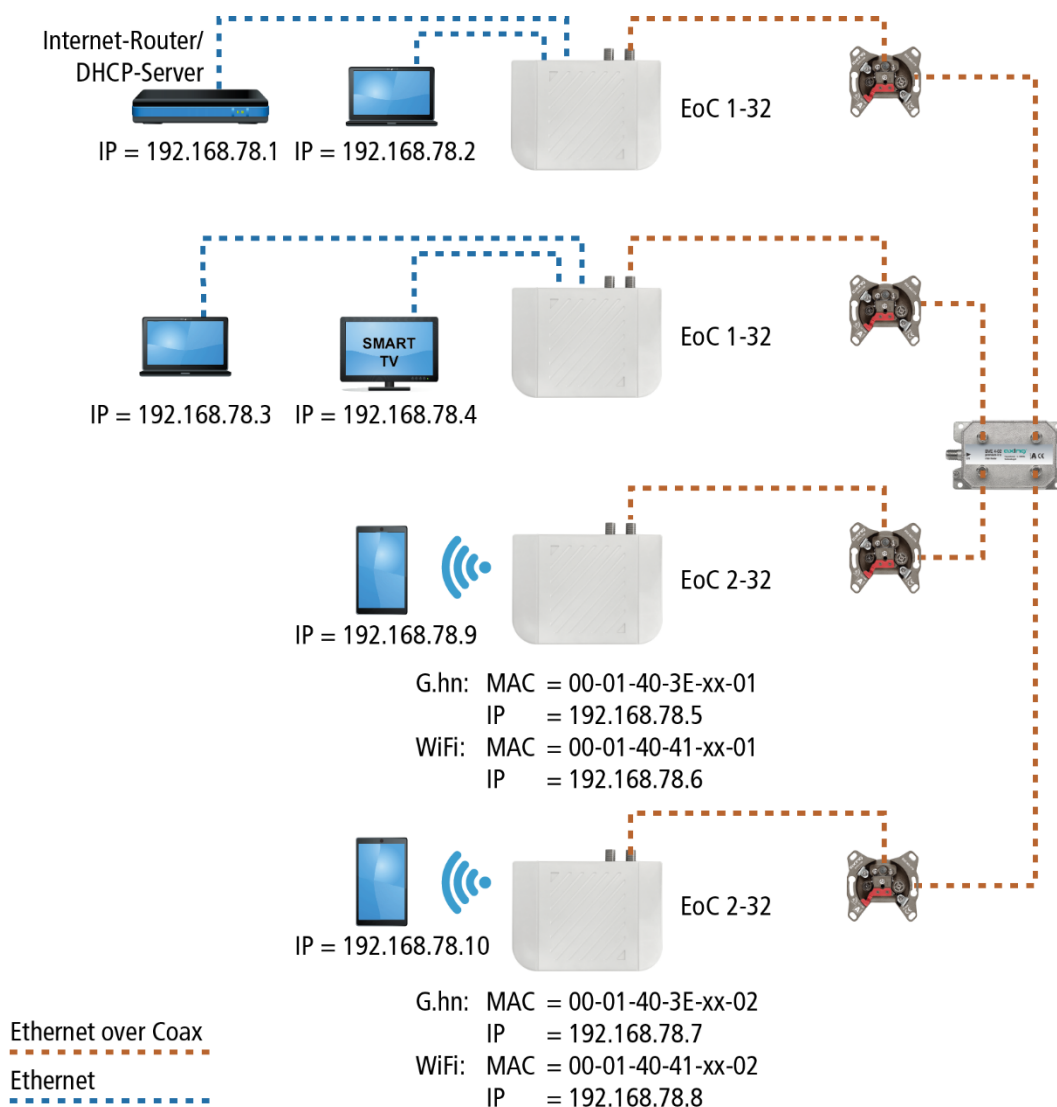 Internet-Router/
DHCP-Server
IP = 192.168.78.1
IP = 192.168.78.2
EoC 1-32
SMART
TV
IP = 192.168.78.3
IP = 192.168.78.4
EoC 1-32
IP = 192.168.78.9
EoC 2-32
G.hn: MAC = 00-01-40-3E-xx-01
IP = 192.168.78.5
WiFi: MAC = 00-01-40-41-xx-01
IP = 192.168.78.6
IP = 192.168.78.10
EoC 2-32
G.hn: MAC = 00-01-40-3E-xx-02
IP = 192.168.78.7
WiFi: MAC = 00-01-40-41-xx-02
IP = 192.168.78.8
Ethernet over Coax
Ethernet